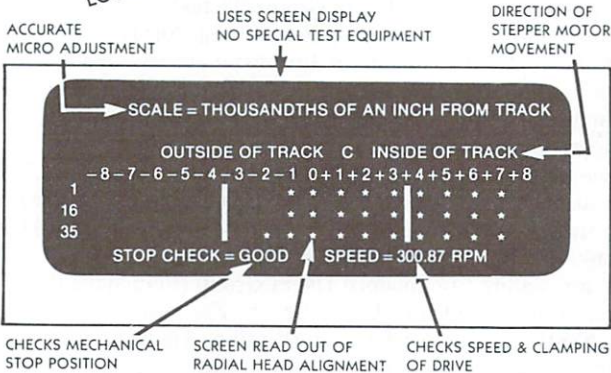 USES SCREEN DISPLAY
NO SPECIAL TEST EQUIPMENT
DIRECTION OF
STEPPER MOTOR
MOVEMENT
ACCURATE
MICRO ADJUSTMENT
SCALE = THOUSANDTHS OF AN INCH FROM TRACK
OUTSIDE OF TRACK C INSIDE OF TRACK
-8-7-6-5-4-3-2-1 0+1+2+3+4+5+6+7+8
1 * * * * * * * * *
16 * * * * * * * * *
35 * * * * * * * * * * *
STOP CHECK = GOOD SPEED = 300.87 RPM
CHECKS MECHANICAL
STOP POSITION
SCREEN READ OUT OF
RADIAL HEAD ALIGNMENT
CHECKS SPEED & CLAMPING
OF DRIVE